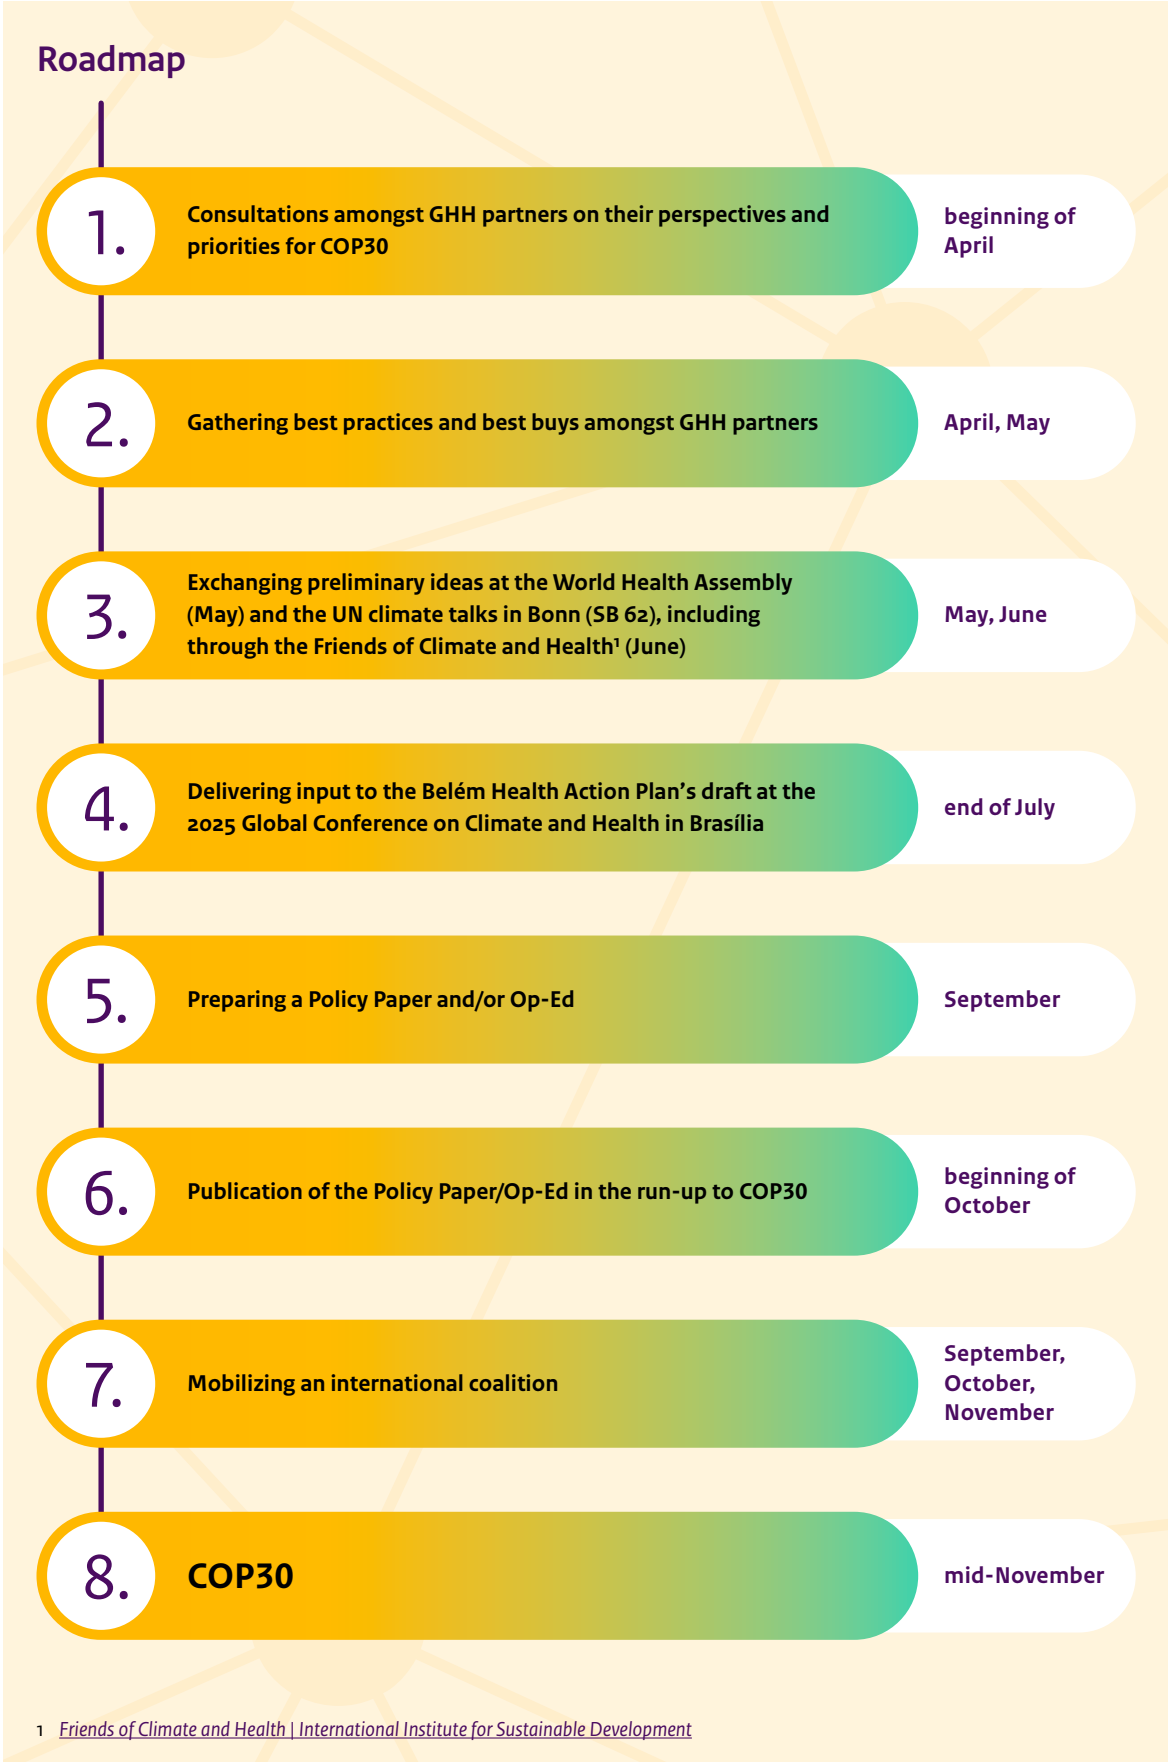 Roadmap
1.
Consultations amongst GHH partners on their perspectives and
priorities for COP30
beginning of
April
2.
Gathering best practices and best buys amongst GHH partners
April, May
3.
Exchanging preliminary ideas at the World Health Assembly
(May) and the UN climate talks in Bonn (SB 62), including
through the Friends of Climate and Health¹ (June)
May, June
4.
Delivering input to the Belém Health Action Plan’s draft at the
2025 Global Conference on Climate and Health in Brasília
end of July
5.
Preparing a Policy Paper and/or Op-Ed
September
6.
Publication of the Policy Paper/Op-Ed in the run-up to COP30
beginning of
October
7.
Mobilizing an international coalition
September,
October,
November
8.
COP30
mid-November
1 Friends of Climate and Health | International Institute for Sustainable Development